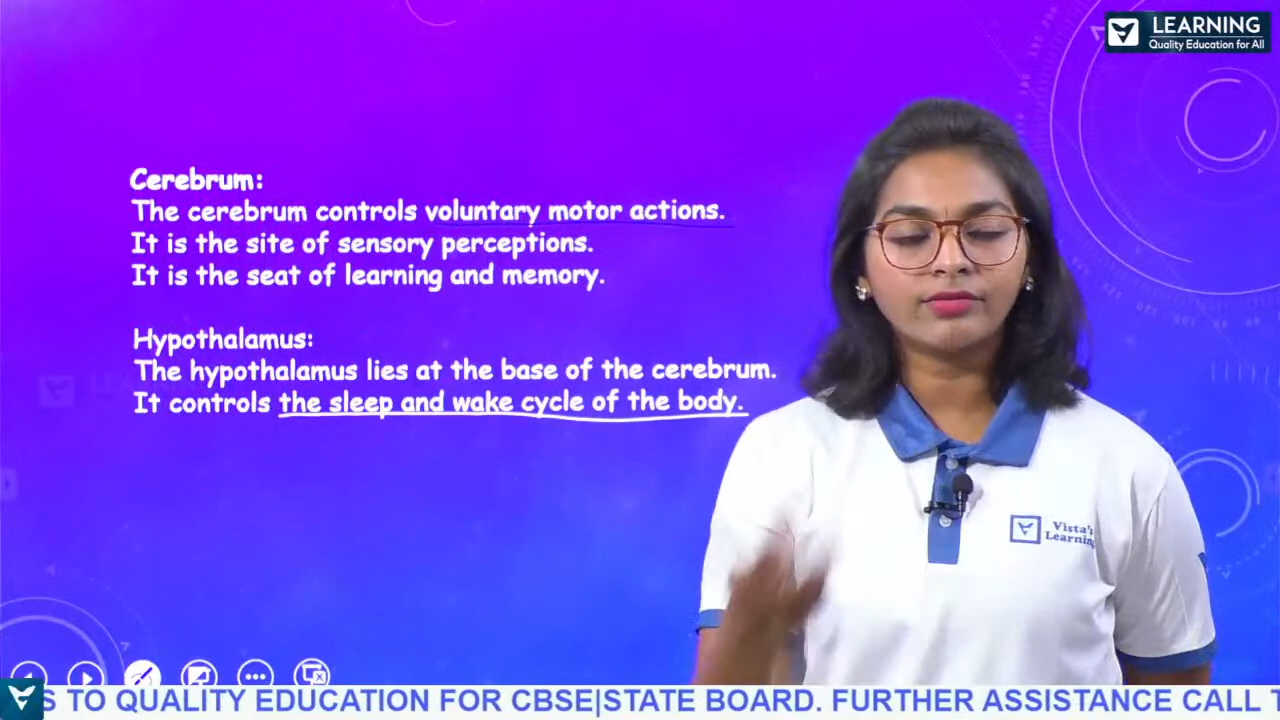 LEARNING
Quality Education for All
Cerebrum:
The cerebrum controls voluntary motor actions.
It is the site of sensory perceptions.
It is the seat of learning and memory.
Hypothalamus:
The hypothalamus lies at the base of the cerebrum.
It controls the sleep and wake cycle of the body.
Vista's
Learning
S TO QUALITY EDUCATION FOR CBSE|STATE BOARD. FURTHER ASSISTANCE CALL T